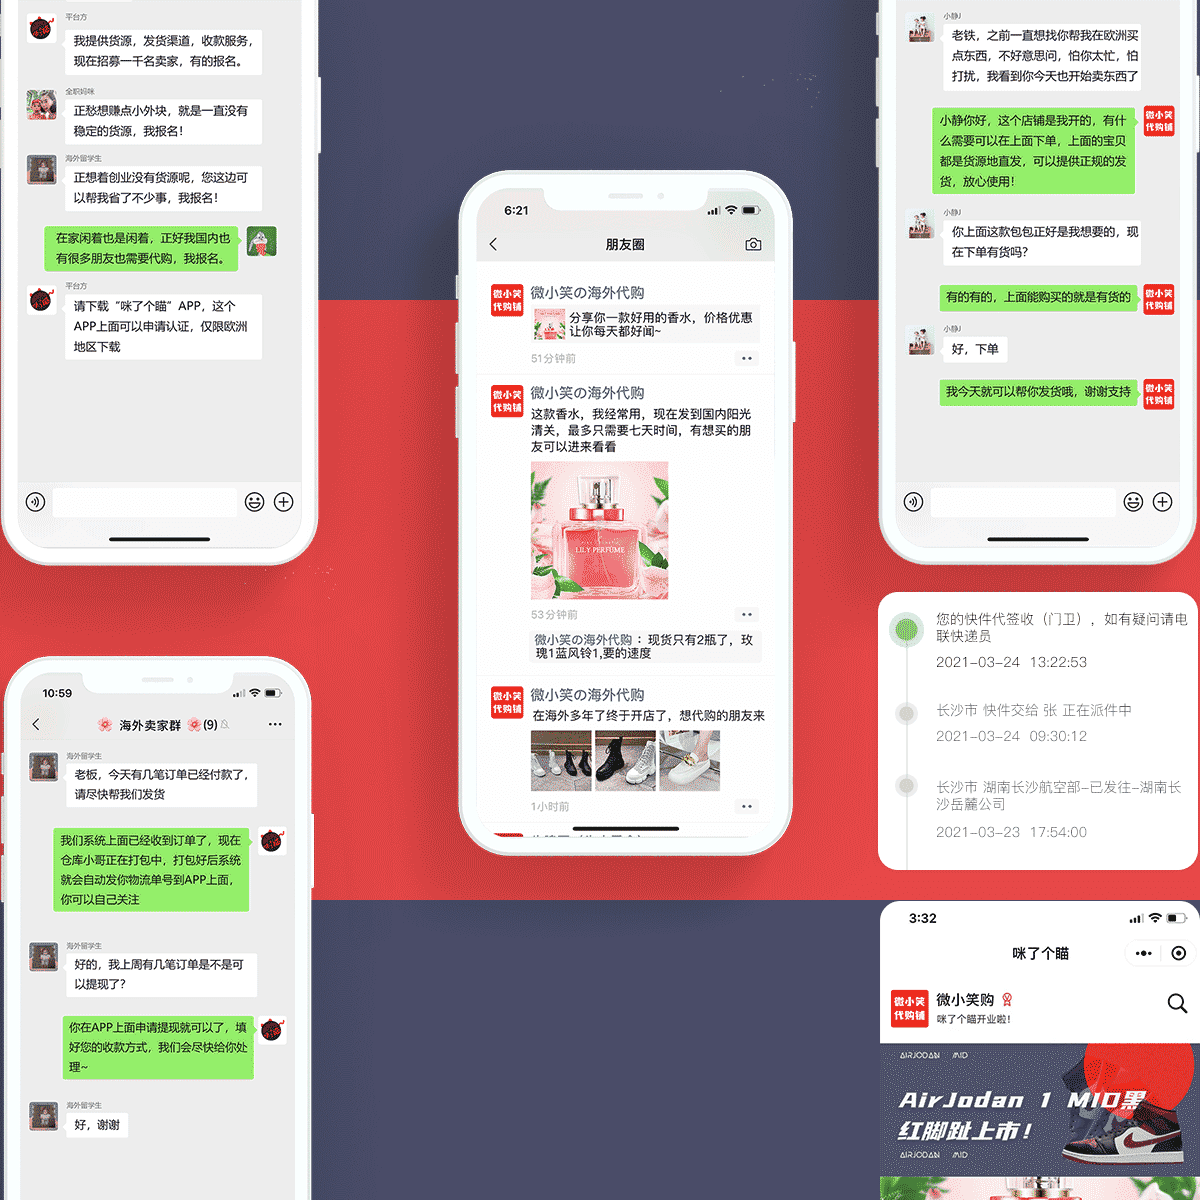 平台方
我提供货源，发货渠道，收款服务，
现在招募一千名卖家，有的报名。
全职妈咪
正愁想赚点小外块，就是一直没有
稳定的货源，我报名！
海外留学生
正想着创业没有货源呢，您这边可
以帮我省了不少事，我报名！
在家闲着也是闲着，正好我国内也
有很多朋友也需要代购，我报名。
平台方
请下载“咪了个瞄”APP，这个
APP上面可以申请认证，仅限欧洲
地区下载
10:59
海外卖家群
(9)
海外留学生
老板，今天有几笔订单已经付款了，
请尽快帮我们发货
我们系统上面已经收到订单了，现在
仓库小哥正在打包中，打包好后系统
就会自动发你物流单号到APP上面，
你可以自己关注
海外留学生
好的，我上周有几笔订单是不是可
以提现了？
你在APP上面申请提现就可以了，填
好您的收款方式，我们会尽快给你处
理~
海外留学生
好，谢谢
6:21
朋友圈
微小笑
代购铺
微小笑の海外代购
分享你一款好用的香水，价格优惠
让你每天都好闻~
51分钟前
微小笑
代购铺
微小笑の海外代购
这款香水，我经常用，现在发到国内阳光
清关，最多只需要七天时间，有想买的朋
友可以进来看看
LILY PERFUME
53分钟前
微小笑の海外代购：现货只有2瓶了，玫
瑰1蓝风铃1,要的速度
微小笑
代购铺
微小笑の海外代购
在海外多年了终于开店了，想代购的朋友来
1小时前
小静J
老铁，之前一直想找你帮我在欧洲买
点东西，不好意思问，怕你太忙，怕
打扰，我看到你今天也开始卖东西了
小静你好，这个店铺是我开的，有什
么需要可以在上面下单，上面的宝贝
都是货源地直发，可以提供正规的发
货，放心使用！
微小笑
代购铺
小静J
你上面这款包包正好是我想要的，现
在下单有货吗？
有的有的，上面能购买的就是有货的
微小笑
代购铺
小静J
好，下单
我今天就可以帮你发货哦，谢谢支持
微小笑
代购铺
您的快件代签收（门卫），如有疑问请电
联快递员
2021-03-24 13:22:53
长沙市 快件交给 张 正在派件中
2021-03-24 09:30:12
长沙市 湖南长沙航空部-已发往-湖南长
沙岳麓公司
2021-03-23 17:54:00
3:32
咪了个瞄
微小笑
代购铺
微小笑购
咪了个瞄开业啦！
AIRJODAN MID
AirJodan 1 MID黑
红脚趾上市！
AIRJODAN MID